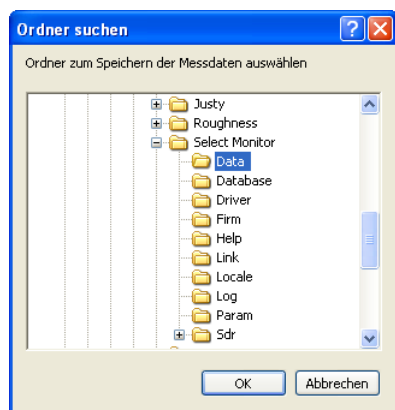 Ordner suchen
Ordner zum Speichern der Messdaten auswählen
Justy
Roughness
Select Monitor
Data
Database
Driver
Firm
Help
Link
Locale
Log
Param
Sdr
OK Abbrechen